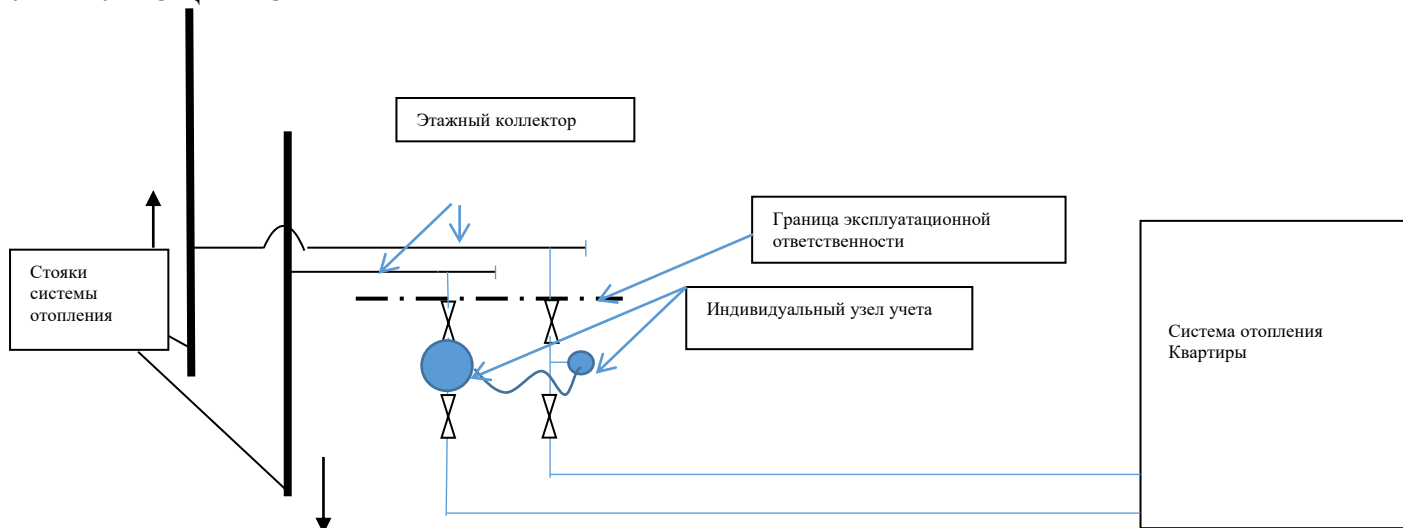 Этажный коллектор
Граница эксплуатационной
ответственности
Стояки
системы
отопления
Индивидуальный узел учета
Система отопления
Квартиры